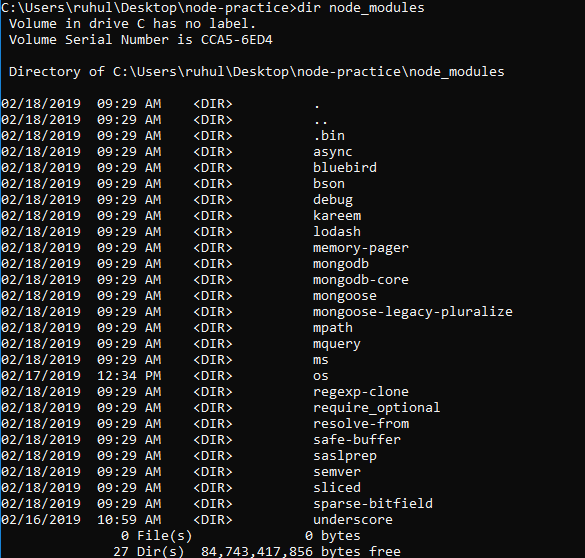 C:\Users\ruhul\Desktop\node-practice>dir node_modules
 Volume in drive C has no label.
 Volume Serial Number is CCA5-6ED4

 Directory of C:\Users\ruhul\Desktop\node-practice\node_modules

02/18/2019  09:29 AM    <DIR>          .
02/18/2019  09:29 AM    <DIR>          ..
02/18/2019  09:29 AM    <DIR>          .bin
02/18/2019  09:29 AM    <DIR>          async
02/18/2019  09:29 AM    <DIR>          bluebird
02/18/2019  09:29 AM    <DIR>          bson
02/18/2019  09:29 AM    <DIR>          debug
02/18/2019  09:29 AM    <DIR>          kareem
02/18/2019  09:29 AM    <DIR>          lodash
02/18/2019  09:29 AM    <DIR>          memory-pager
02/18/2019  09:29 AM    <DIR>          mongodb
02/18/2019  09:29 AM    <DIR>          mongodb-core
02/18/2019  09:29 AM    <DIR>          mongoose
02/18/2019  09:29 AM    <DIR>          mongoose-legacy-pluralize
02/18/2019  09:29 AM    <DIR>          mpath
02/18/2019  09:29 AM    <DIR>          mquery
02/18/2019  09:29 AM    <DIR>          ms
02/17/2019  12:34 PM    <DIR>          os
02/18/2019  09:29 AM    <DIR>          regexp-clone
02/18/2019  09:29 AM    <DIR>          require_optional
02/18/2019  09:29 AM    <DIR>          resolve-from
02/18/2019  09:29 AM    <DIR>          safe-buffer
02/18/2019  09:29 AM    <DIR>          saslprep
02/18/2019  09:29 AM    <DIR>          semver
02/18/2019  09:29 AM    <DIR>          sliced
02/18/2019  09:29 AM    <DIR>          sparse-bitfield
02/16/2019  10:59 AM    <DIR>          underscore
               0 File(s)              0 bytes
              27 Dir(s)  84,743,417,856 bytes free